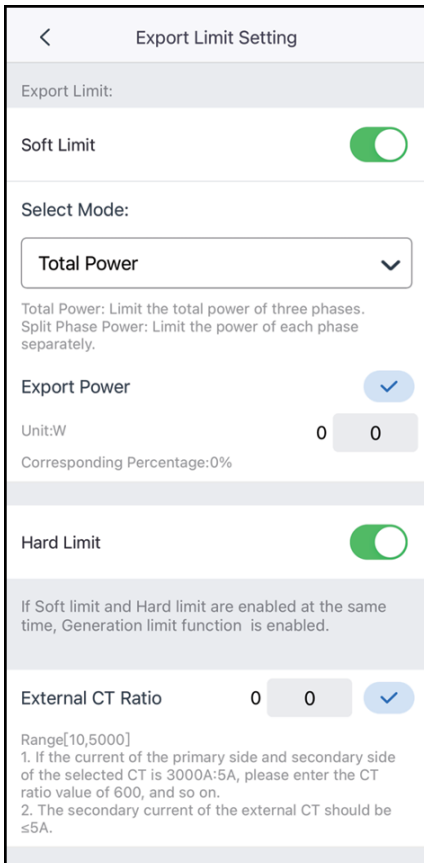 Export Limit Setting
Export Limit:
Soft Limit
Select Mode:
Total Power
Total Power: Limit the total power of three phases.
Split Phase Power: Limit the power of each phase
separately.
Export Power
Unit:W 0 0
Corresponding Percentage:0%
Hard Limit
If Soft limit and Hard limit are enabled at the same
time, Generation limit function  is enabled.
External CT Ratio 0 0
Range[10,5000]
1. If the current of the primary side and secondary side
of the selected CT is 3000A:5A, please enter the CT
ratio value of 600, and so on.
2. The secondary current of the external CT should be
≤5A.